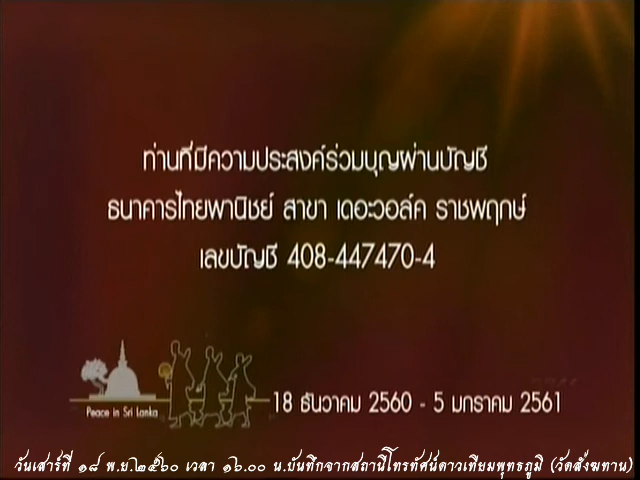 ท่านที่มีความประสงค์ร่วมบุญผ่านบัญชี
ธนาคารไทยพานิชย์ สาขา เดอะวอล์ค ราชพฤกษ์
เลขบัญชี 408-447470-4
Peace in Sri Lanka
18 ธันวาคม 2560 - 5 มกราคม 2561
วันเสาร์ที่ ๑๘ พ.ย.๒๕๖๐ เวลา ๑๖.๐๐ น.บันทึกจากสถานีโทรทัศน์ดาวเทียมพุทธภูมิ (วัดสังฆทาน)